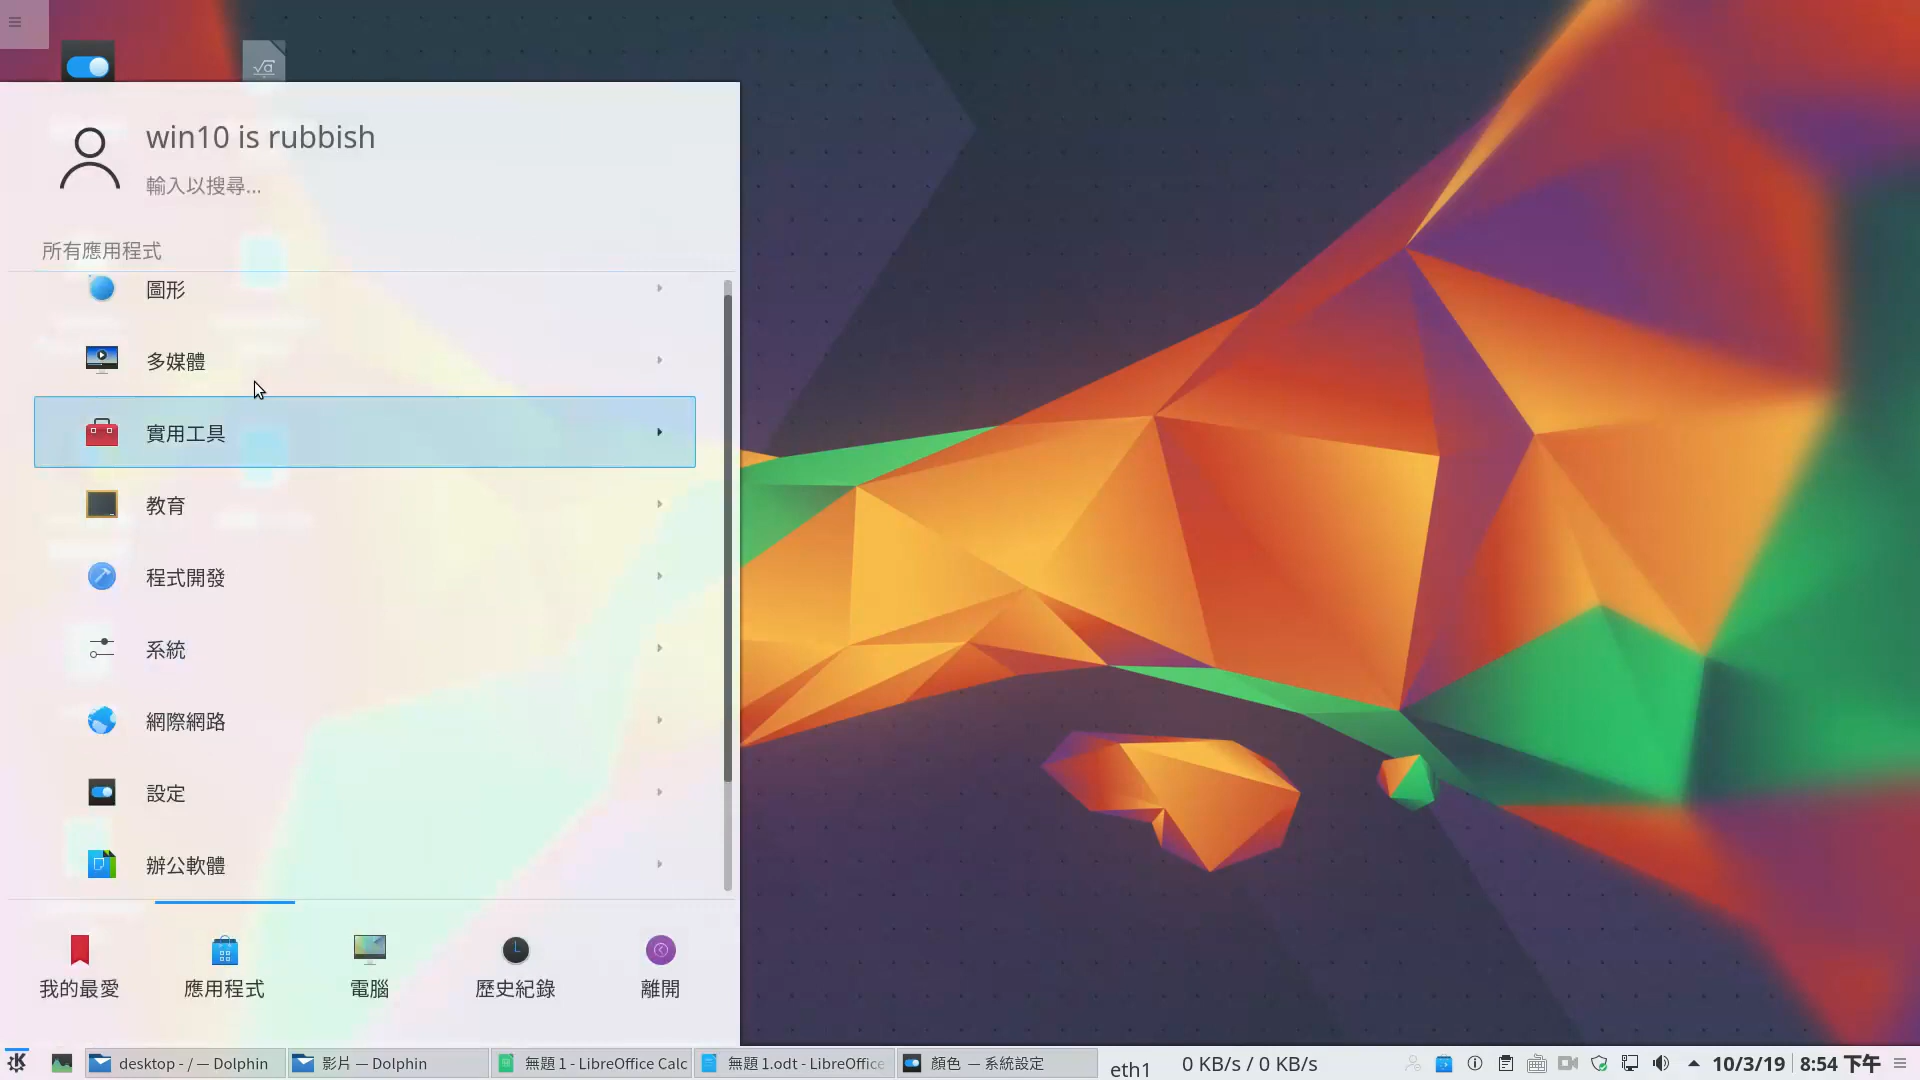 win10 is rubbish
輸入以搜尋...
所有應用程式
圖形
多媒體
實用工具
教育
程式開發
系統
網際網路
設定
辦公軟體
我的最愛
應用程式
電腦
歷史紀錄
離開
desktop - / — Dolphin
影片 — Dolphin
無題 1 - LibreOffice Calc
無題 1.odt - LibreOffice
顏色 — 系統設定
eth1
0 KB/s / 0 KB/s
10/3/19
8:54 下午